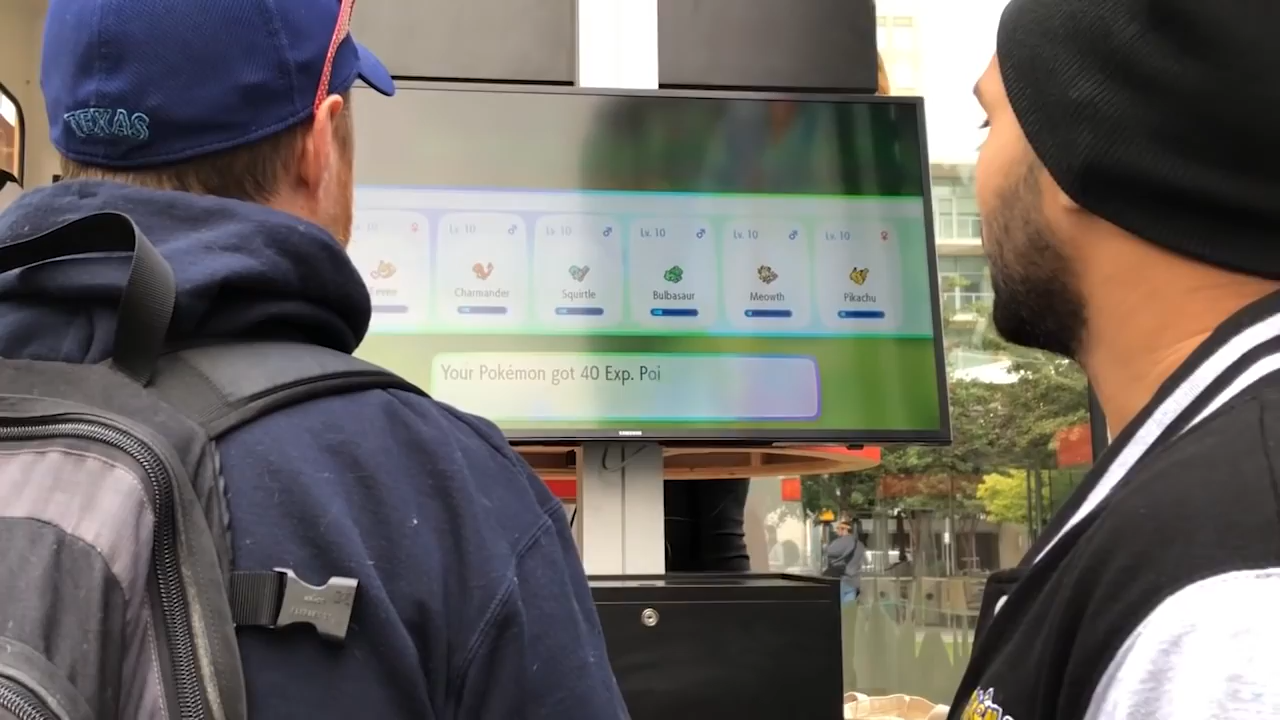 TEXAS
Lv. 10
Lv. 10
Lv. 10
Lv. 10
Lv. 10
Charmander
Squirtle
Bulbasaur
Meowth
Pikachu
Your Pokémon got 40 Exp. Poi
SAMSUNG